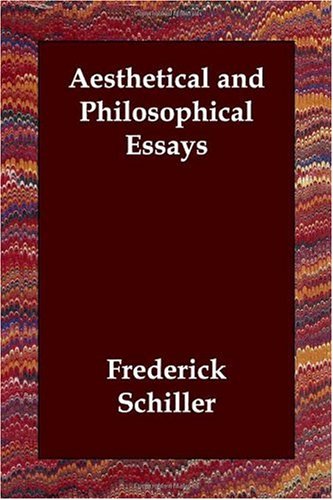 Aesthetical and
Philosophical
Essays
Frederick
Schiller